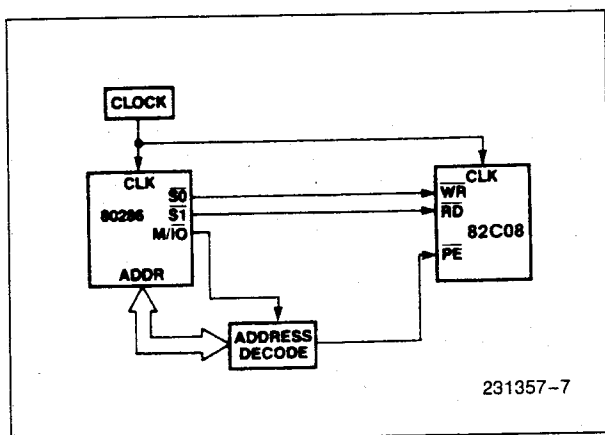 CLOCK
CLK
80286
S0
S1
M/IO
ADDR
CLK
WR
RD
82C08
PE
ADDRESS
DECODE
231357-7